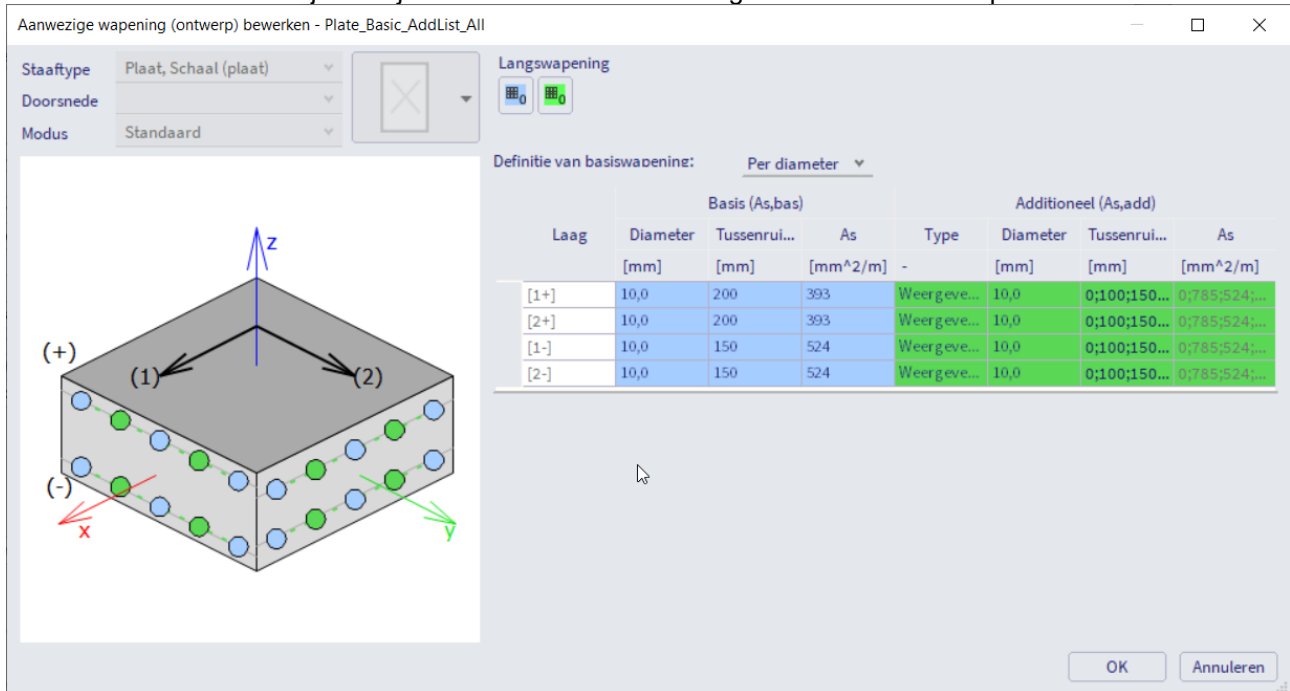 Aanwezige wapening (ontwerp) bewerken - Plate_Basic_AddList_All
Staaftype Plaat, Schaal (plaat)
Doorsnede
Modus Standaard
Langswapening
0 0
Definitie van basiswapening: Per diameter
Basis (As,bas) Additioneel (As,add)
Laag Diameter Tussenrui... As Type Diameter Tussenrui... As
[mm] [mm] [mm^2/m] - [mm] [mm] [mm^2/m]
[1+] 10,0 200 393 Weergeve... 10,0 0;100;150... 0;785;524;...
[2+] 10,0 200 393 Weergeve... 10,0 0;100;150... 0;785;524;...
[1-] 10,0 150 524 Weergeve... 10,0 0;100;150... 0;785;524;...
[2-] 10,0 150 524 Weergeve... 10,0 0;100;150... 0;785;524;...
z
(+)
(1) (2)
(-)
x y
OK Annuleren